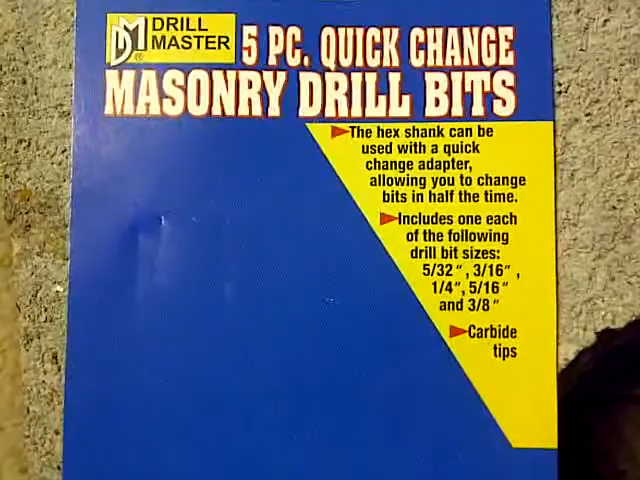 DM® DRILL
MASTER
5 PC. QUICK CHANGE
MASONRY DRILL BITS
The hex shank can be
used with a quick
change adapter,
allowing you to change
bits in half the time.
Includes one each
of the following
drill bit sizes:
5/32", 3/16",
1/4", 5/16"
and 3/8"
Carbide
tips